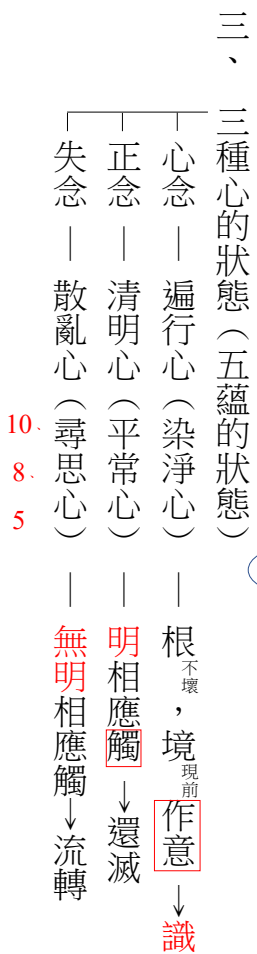 三、三種心的狀態（五蘊的狀態）
心念—遍行心（染淨心）—根不壞，境現前作意→識
正念—清明心（平常心）—明相應觸→還滅
失念—散亂心（尋思心）—無明相應觸→流轉
10、8、5